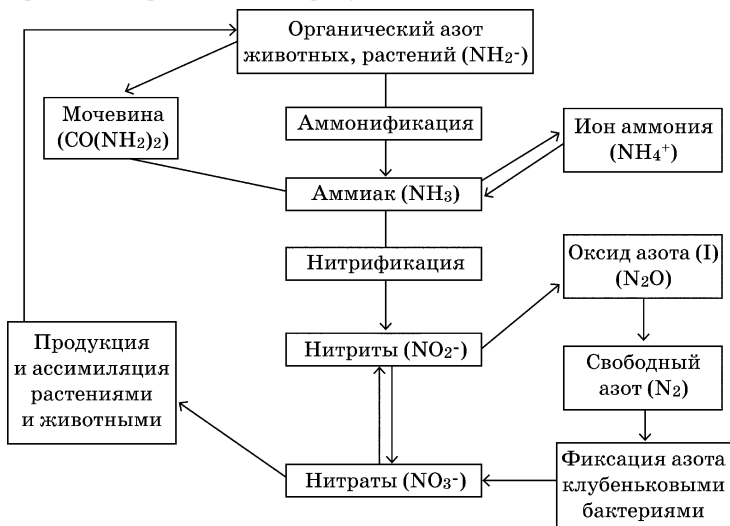 Органический азот
животных, растений (NH2-)
Мочевина
(CO(NH2)2)
Аммонификация
Ион аммония
(NH4+)
Аммиак (NH3)
Нитрификация
Оксид азота (I)
(N2O)
Продукция
и ассимиляция
растениями
и животными
Нитриты (NO2-)
Свободный
азот (N2)
Нитраты (NO3-)
Фиксация азота
клубеньковыми
бактериями